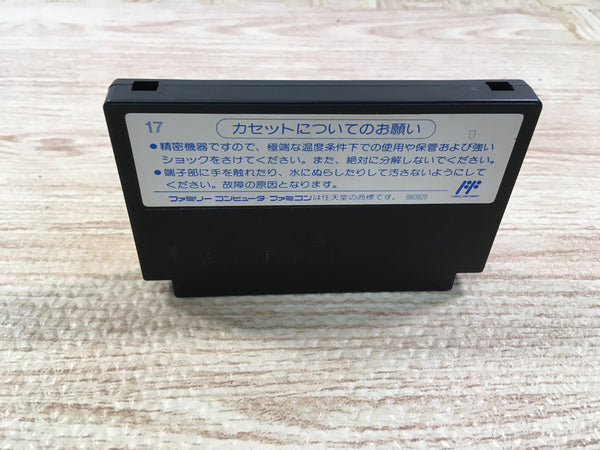 17
カセットについてのお願い
B
●精密機器ですので、極端な温度条件下での使用や保管および強い
ショックをさけてください。また、絶対に分解しないでください。
●端子部に手を触れたり、水にぬらしたりして汚さないようにして
ください。故障の原因となります。
ファミリー コンピュータ ファミコンは任天堂の商標です。 880920